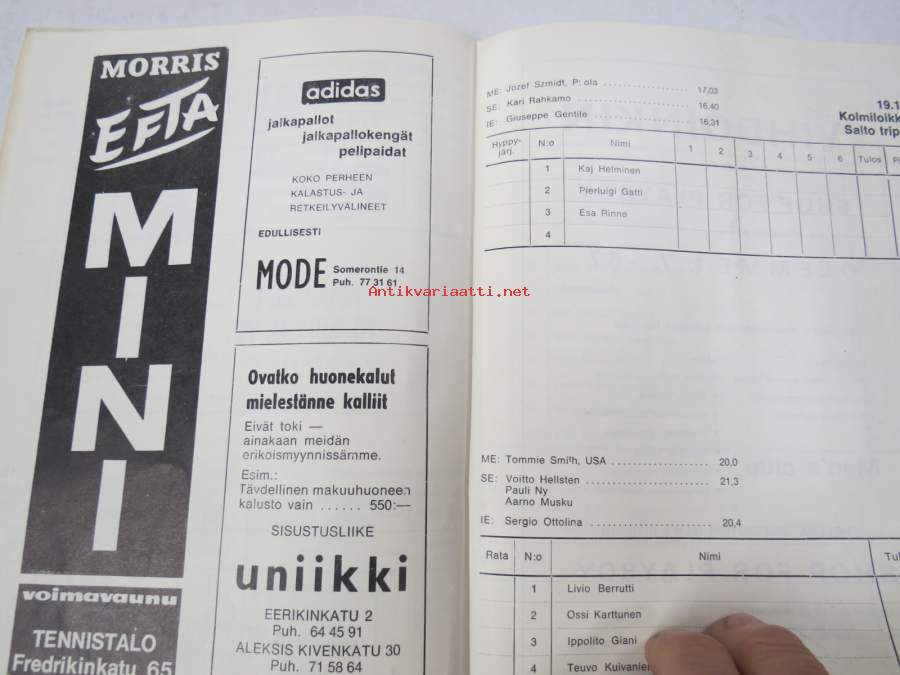 MORRIS
EFTA
MINI
voimavaunu
TENNISTALO
Fredrikinkatu 65
adidas
jalkapallot
jalkapallokengät
pelipaidat
KOKO PERHEEN
KALASTUS- JA
RETKEILYVÄLINEET
EDULLISESTI
MODE Somerontie 14
Puh. 77 31 61
Ovatko huonekalut
mielestänne kalliit
Eivät toki —
ainakaan meidän
erikoismyynnissämme.
Esim.:
Täydellinen makuuhuoneen
kalusto vain ...... 550:—
SISUSTUSLIIKE
uniikki
EERIKINKATU 2
Puh. 64 45 91
ALEKSIS KIVENKATU 30
Puh. 71 58 64
ME: Jozef Szmidt, Puola .................. 17,03
SE: Kari Rahkamo ........................ 16,40
IE: Giuseppe Gentile ..................... 16,31
19.1
Kolmiloikk
Salto trip
Hyppy-
järj. N:o Nimi 1 2 3 4 5 6 Tulos
1 Kaj Helminen
2 Pierluigi Gatti
3 Esa Rinne
4
ME: Tommie Smith, USA .................. 20,0
SE: Voitto Hellsten ........................ 21,3
Pauli Ny
Aarno Musku
IE: Sergio Ottolina ........................ 20,4
Rata N:o Nimi Tul
1 Livio Berrutti
2 Ossi Karttunen
3 Ippolito Giani
4 Teuvo Kuivanie
Antikvariaatti.net